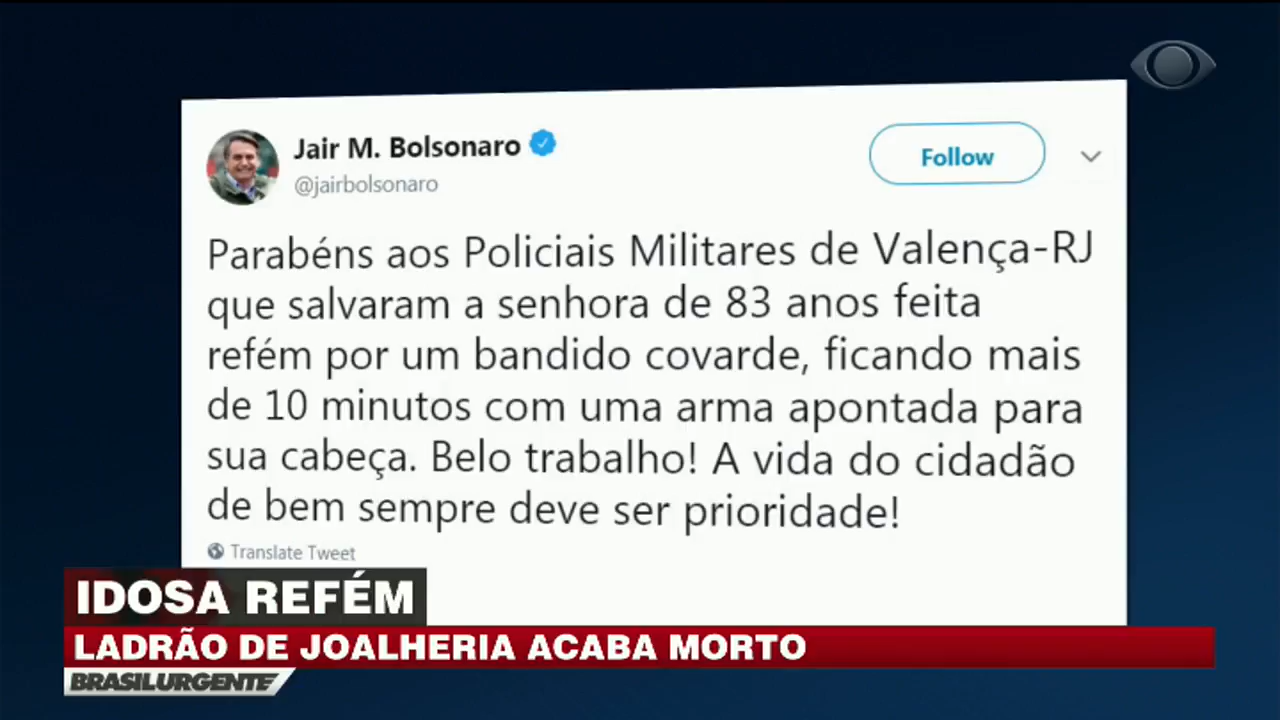 Jair M. Bolsonaro
@jairbolsonaro
Follow
Parabéns aos Policiais Militares de Valença-RJ
que salvaram a senhora de 83 anos feita
refém por um bandido covarde, ficando mais
de 10 minutos com uma arma apontada para
sua cabeça. Belo trabalho! A vida do cidadão
de bem sempre deve ser prioridade!
Translate Tweet
IDOSA REFÉM
LADRÃO DE JOALHERIA ACABA MORTO
BRASILURGENTE